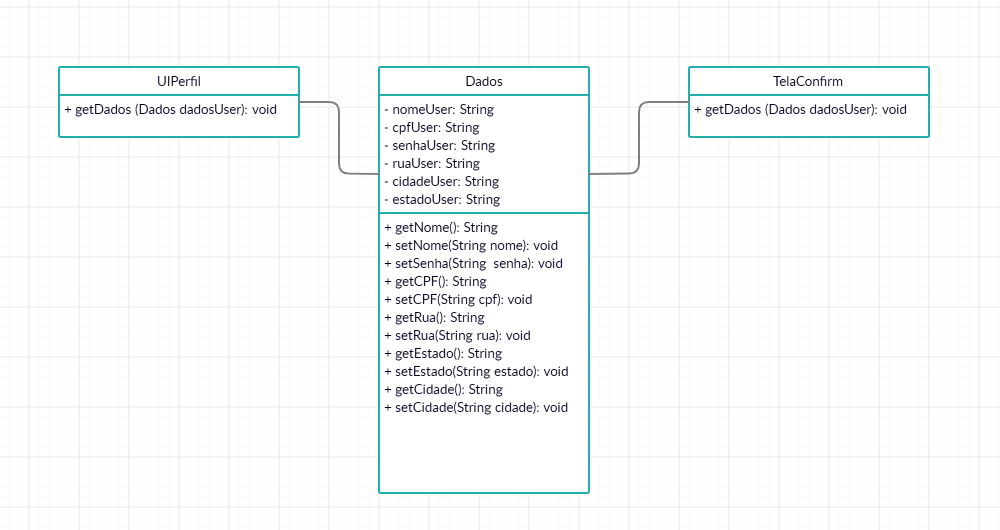 UIPerfil
+ getDados (Dados dadosUser): void
Dados
- nomeUser: String
- cpfUser: String
- senhaUser: String
- ruaUser: String
- cidadeUser: String
- estadoUser: String
+ getNome(): String
+ setNome(String nome): void
+ setSenha(String  senha): void
+ getCPF(): String
+ setCPF(String cpf): void
+ getRua(): String
+ setRua(String rua): void
+ getEstado(): String
+ setEstado(String estado): void
+ getCidade(): String
+ setCidade(String cidade): void
TelaConfirm
+ getDados (Dados dadosUser): void